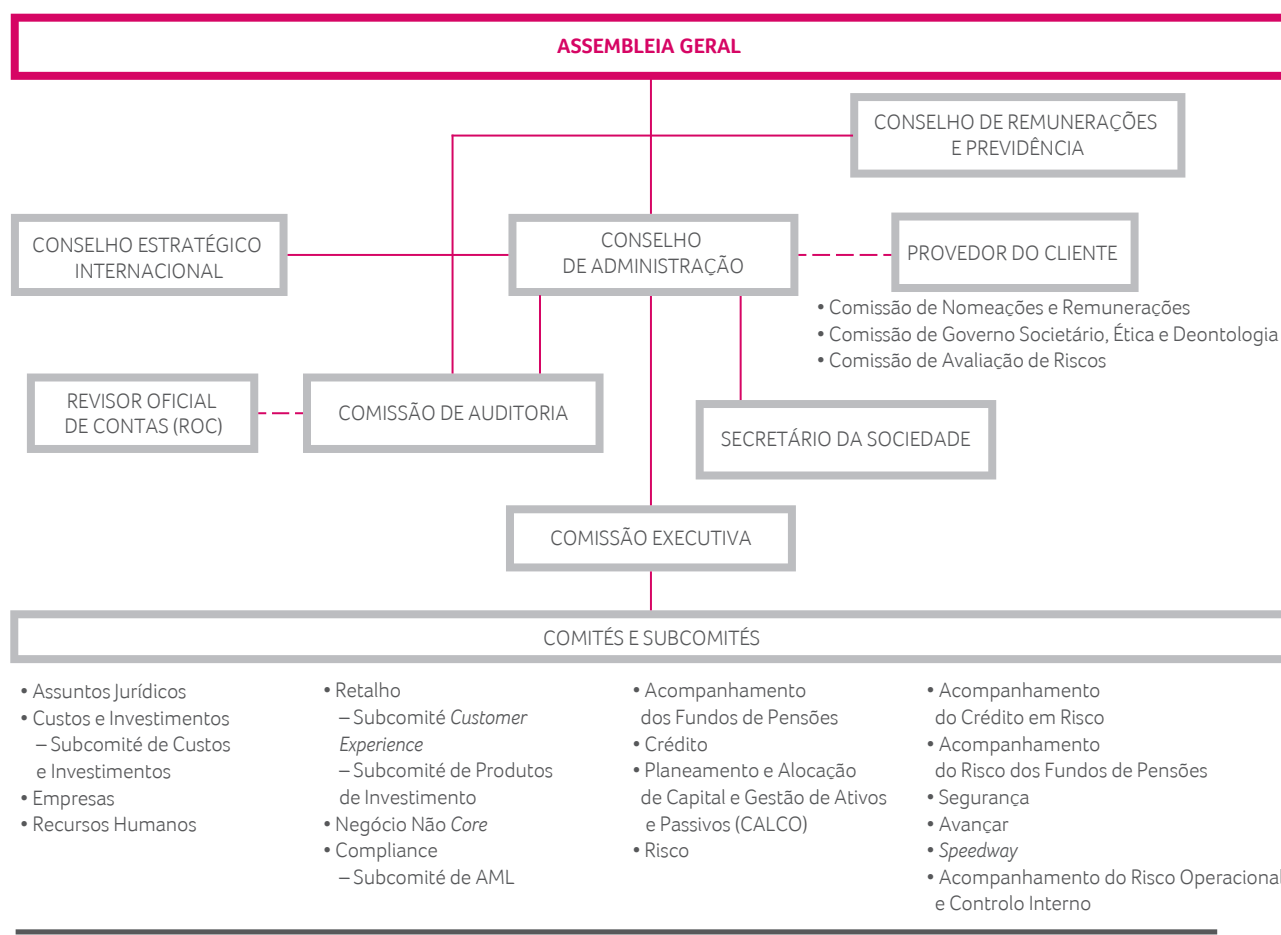 ASSEMBLEIA GERAL
CONSELHO DE REMUNERAÇÕES
E PREVIDÊNCIA
CONSELHO ESTRATÉGICO
INTERNACIONAL
CONSELHO
DE ADMINISTRAÇÃO
PROVEDOR DO CLIENTE
• Comissão de Nomeações e Remunerações
• Comissão de Governo Societário, Ética e Deontologia
• Comissão de Avaliação de Riscos
REVISOR OFICIAL
DE CONTAS (ROC)
COMISSÃO DE AUDITORIA
SECRETÁRIO DA SOCIEDADE
COMISSÃO EXECUTIVA
COMITÉS E SUBCOMITÉS
• Assuntos Jurídicos
• Custos e Investimentos
– Subcomité de Custos
e Investimentos
• Empresas
• Recursos Humanos
• Retalho
– Subcomité Customer
Experience
– Subcomité de Produtos
de Investimento
• Negócio Não Core
• Compliance
– Subcomité de AML
• Acompanhamento
dos Fundos de Pensões
• Crédito
• Planeamento e Alocação
de Capital e Gestão de Ativos
e Passivos (CALCO)
• Risco
• Acompanhamento
do Crédito em Risco
• Acompanhamento
do Risco dos Fundos de Pensões
• Segurança
• Avançar
• Speedway
• Acompanhamento do Risco Operacional
e Controlo Interno